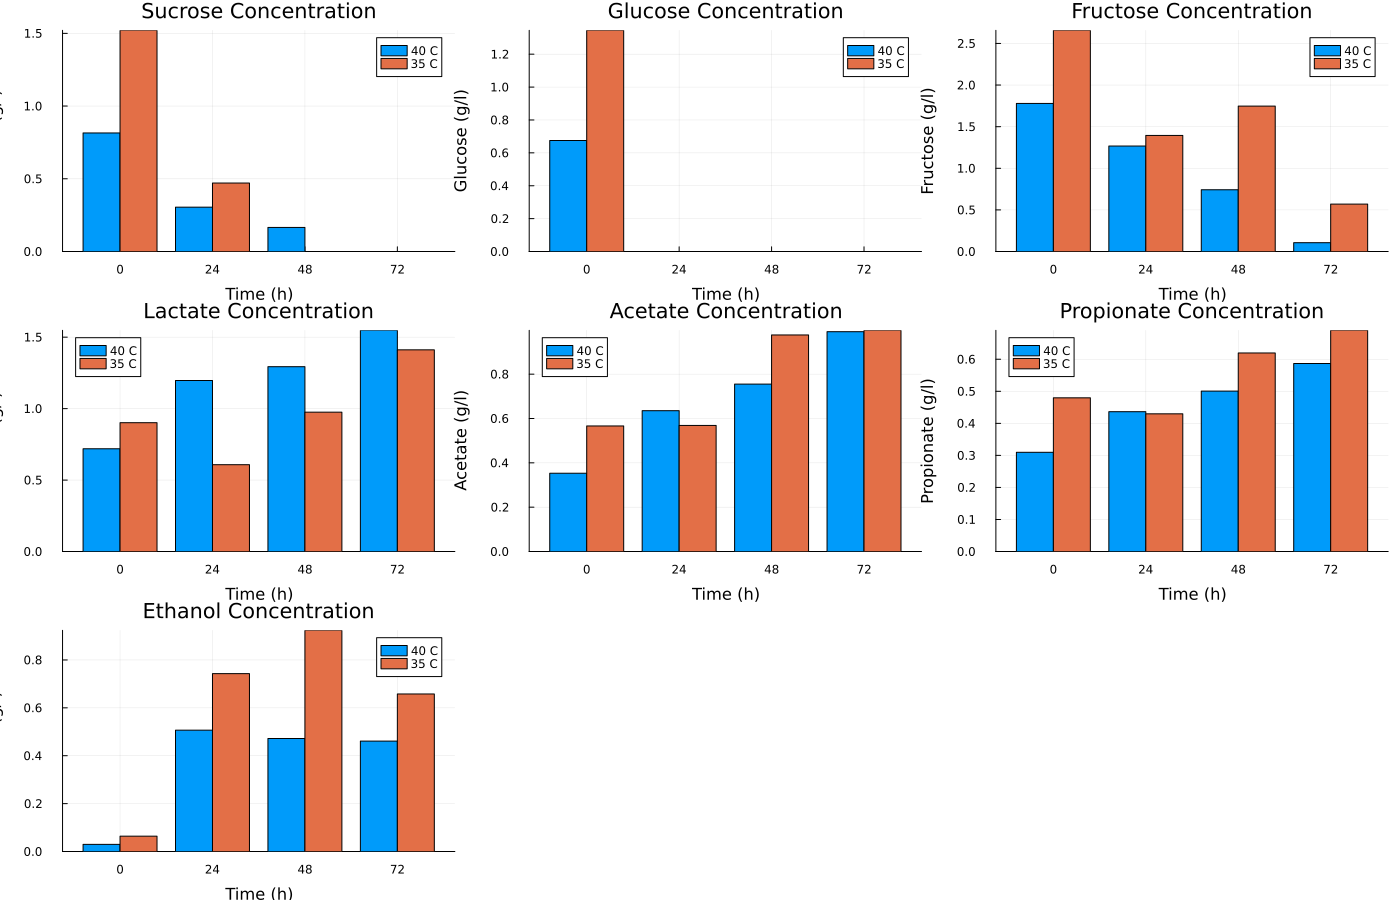 Sucrose Concentration
1.5
1.0
0.5
0.0
0
24
48
72
Time (h)
40 C
35 C
Glucose Concentration
Glucose (g/l)
1.2
1.0
0.8
0.6
0.4
0.2
0.0
0
24
48
72
40 C
35 C
Fructose Concentration
Fructose (g/l)
2.5
2.0
1.5
1.0
0.5
0.0
0
24
48
72
Time (h)
40 C
35 C
Lactate Concentration
1.5
1.0
0.5
0.0
0
24
48
72
Time (h)
40 C
35 C
Acetate Concentration
Acetate (g/l)
0.8
0.6
0.4
0.2
0.0
0
24
48
72
Time (h)
40 C
35 C
Propionate Concentration
Propionate (g/l)
0.6
0.5
0.4
0.3
0.2
0.1
0.0
0
24
48
72
Time (h)
40 C
35 C
Ethanol Concentration
0.8
0.6
0.4
0.2
0.0
0
24
48
72
Time (h)
40 C
35 C